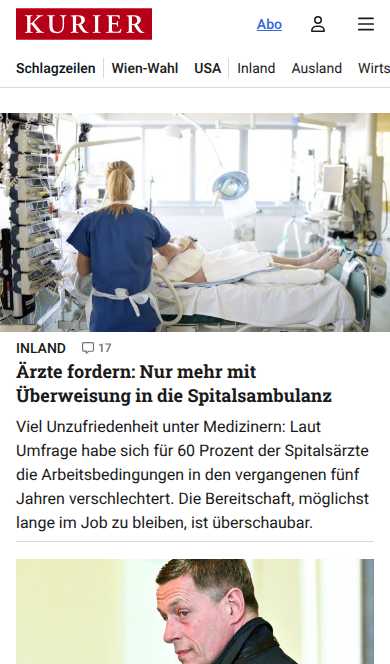 KURIER
Abo
Schlagzeilen Wien-Wahl USA Inland Ausland Wirts
INLAND 17
Ärzte fordern: Nur mehr mit
Überweisung in die Spitalsambulanz
Viel Unzufriedenheit unter Medizinern: Laut
Umfrage habe sich für 60 Prozent der Spitalsärzte
die Arbeitsbedingungen in den vergangenen fünf
Jahren verschlechtert. Die Bereitschaft, möglichst
lange im Job zu bleiben, ist überschaubar.